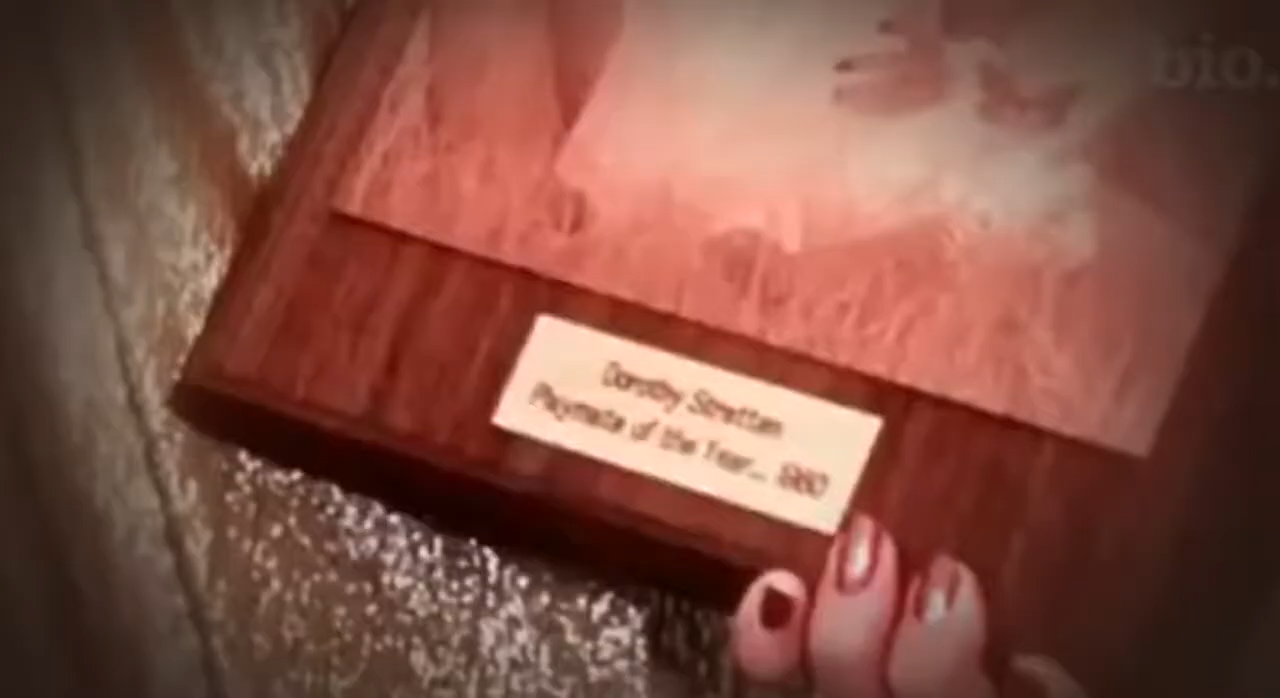 bio.
Dorothy Stratten
Playmate of the Year... 1980